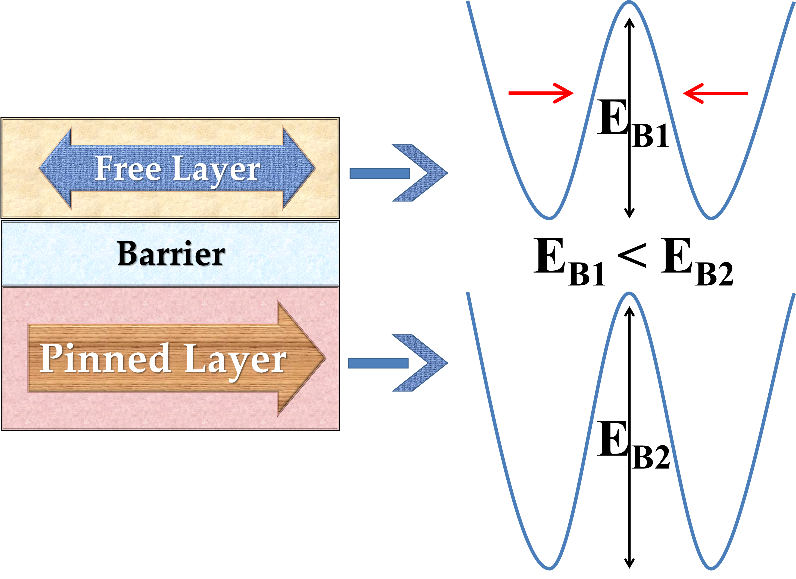 Free Layer
Barrier
Pinned Layer
E_B1
E_B1 < E_B2
E_B2